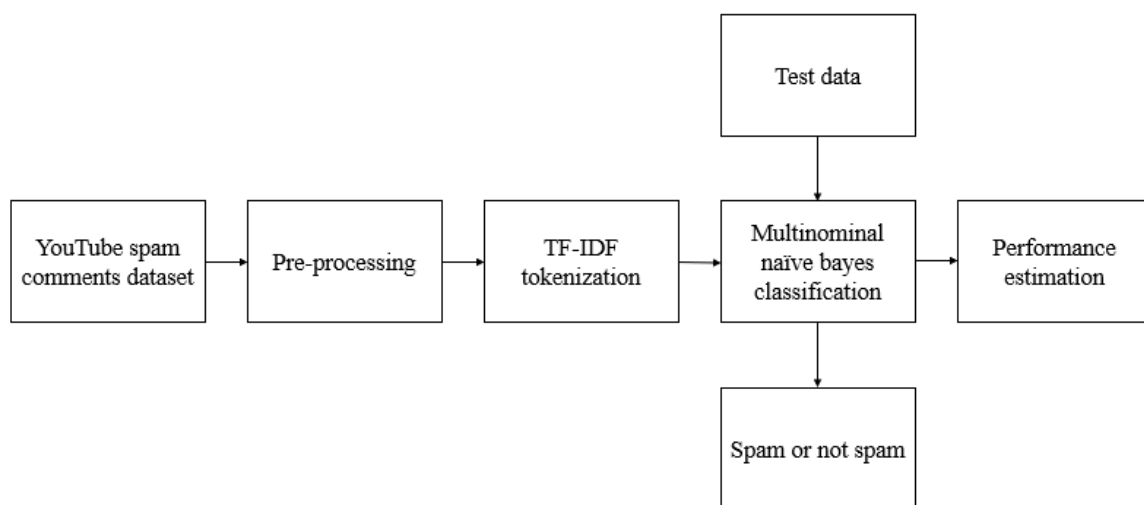 Test data
YouTube spam
comments dataset
Pre-processing
TF-IDF
tokenization
Multinominal
naïve bayes
classification
Performance
estimation
Spam or not spam